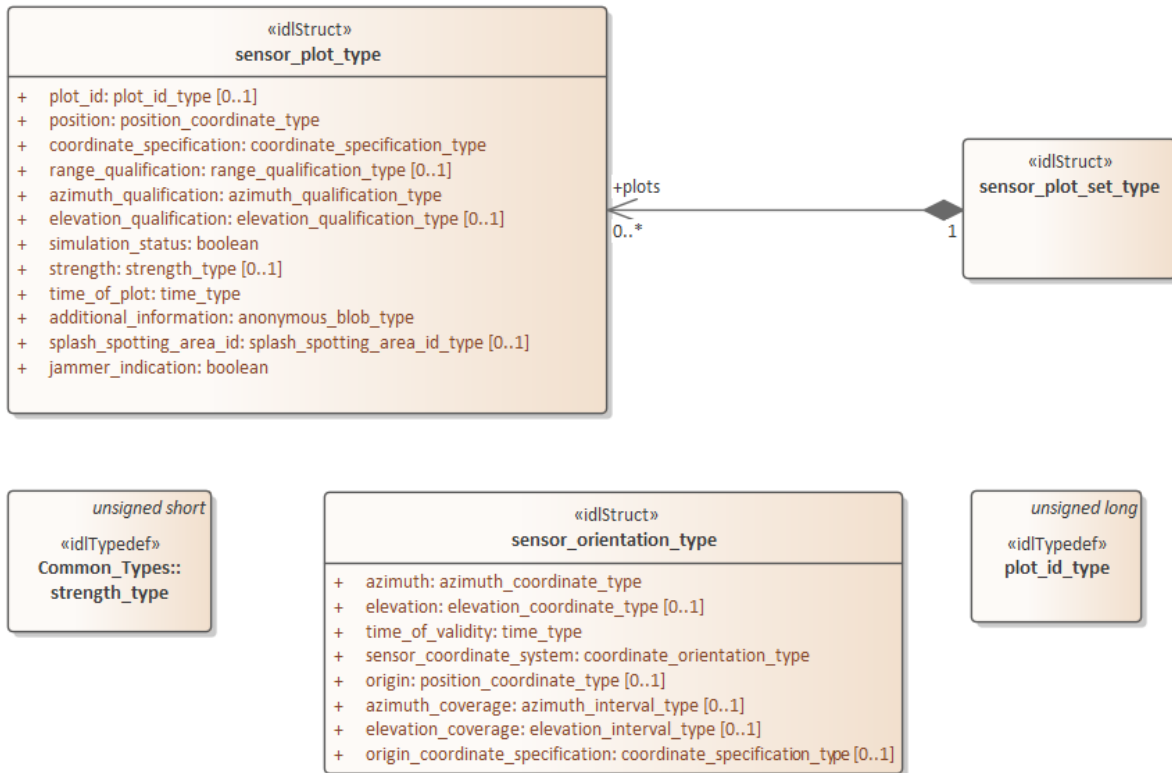 «idlStruct»
sensor_plot_type
+ plot_id: plot_id_type [0..1]
+ position: position_coordinate_type
+ coordinate_specification: coordinate_specification_type
+ range_qualification: range_qualification_type [0..1]
+ azimuth_qualification: azimuth_qualification_type
+ elevation_qualification: elevation_qualification_type [0..1]
+ simulation_status: boolean
+ strength: strength_type [0..1]
+ time_of_plot: time_type
+ additional_information: anonymous_blob_type
+ splash_spotting_area_id: splash_spotting_area_id_type [0..1]
+ jammer_indication: boolean
+plots
0..*
1
«idlStruct»
sensor_plot_set_type
unsigned short
«idlTypedef»
Common_Types::
strength_type
«idlStruct»
sensor_orientation_type
+ azimuth: azimuth_coordinate_type
+ elevation: elevation_coordinate_type [0..1]
+ time_of_validity: time_type
+ sensor_coordinate_system: coordinate_orientation_type
+ origin: position_coordinate_type [0..1]
+ azimuth_coverage: azimuth_interval_type [0..1]
+ elevation_coverage: elevation_interval_type [0..1]
+ origin_coordinate_specification: coordinate_specification_type [0..1]
unsigned long
«idlTypedef»
plot_id_type